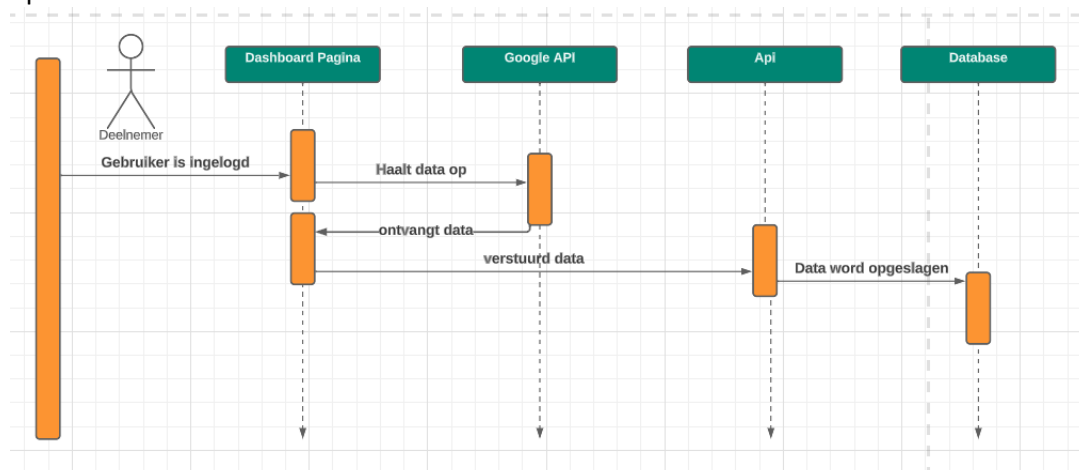 Dashboard Pagina
Google API
Api
Database
Deelnemer
Gebruiker is ingelogd
Haalt data op
ontvangt data
verstuurd data
Data word opgeslagen